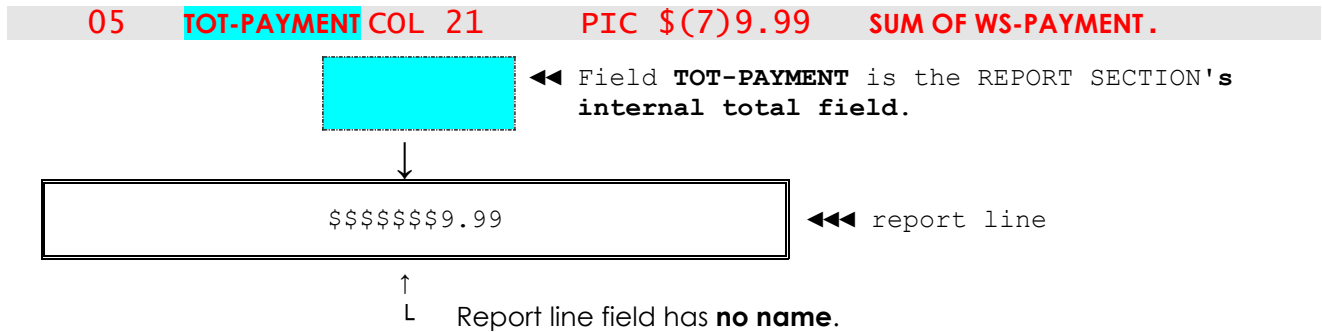 05 TOT-PAYMENT COL 21 PIC $(7)9.99 SUM OF WS-PAYMENT.
◄◄ Field TOT-PAYMENT is the REPORT SECTION's
internal total field.
↓
$$$$$$$9.99 ◄◄◄ report line
↑
└ Report line field has no name.